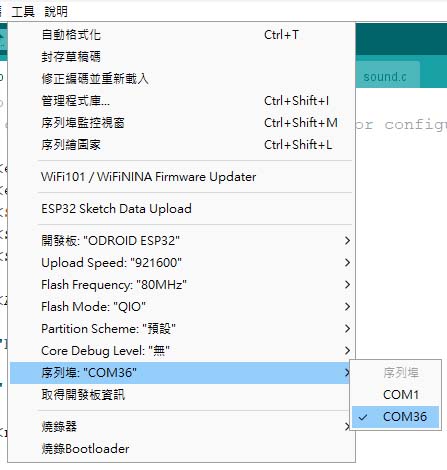 工具 說明
自動格式化 Ctrl+T
封存草稿碼
修正編碼並重新載入
管理程式庫... Ctrl+Shift+I
序列埠監控視窗 Ctrl+Shift+M
序列繪圖家 Ctrl+Shift+L
sound.c
or configu
WiFi101 / WiFiNINA Firmware Updater
ESP32 Sketch Data Upload
開發板: "ODROID ESP32"
Upload Speed: "921600"
Flash Frequency: "80MHz"
Flash Mode: "QIO"
Partition Scheme: "預設"
Core Debug Level: "無"
序列埠: "COM36"
序列埠
COM1
COM36
取得開發板資訊
燒錄器
燒錄Bootloader